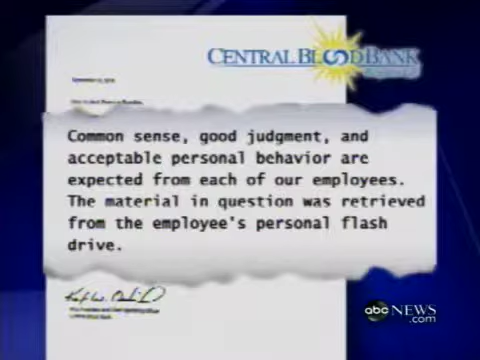 CENTRAL BLOOD BANK
Common sense, good judgment, and
acceptable personal behavior are
expected from each of our employees.
The material in question was retrieved
from the employee's personal flash
drive.
abc NEWS
.com